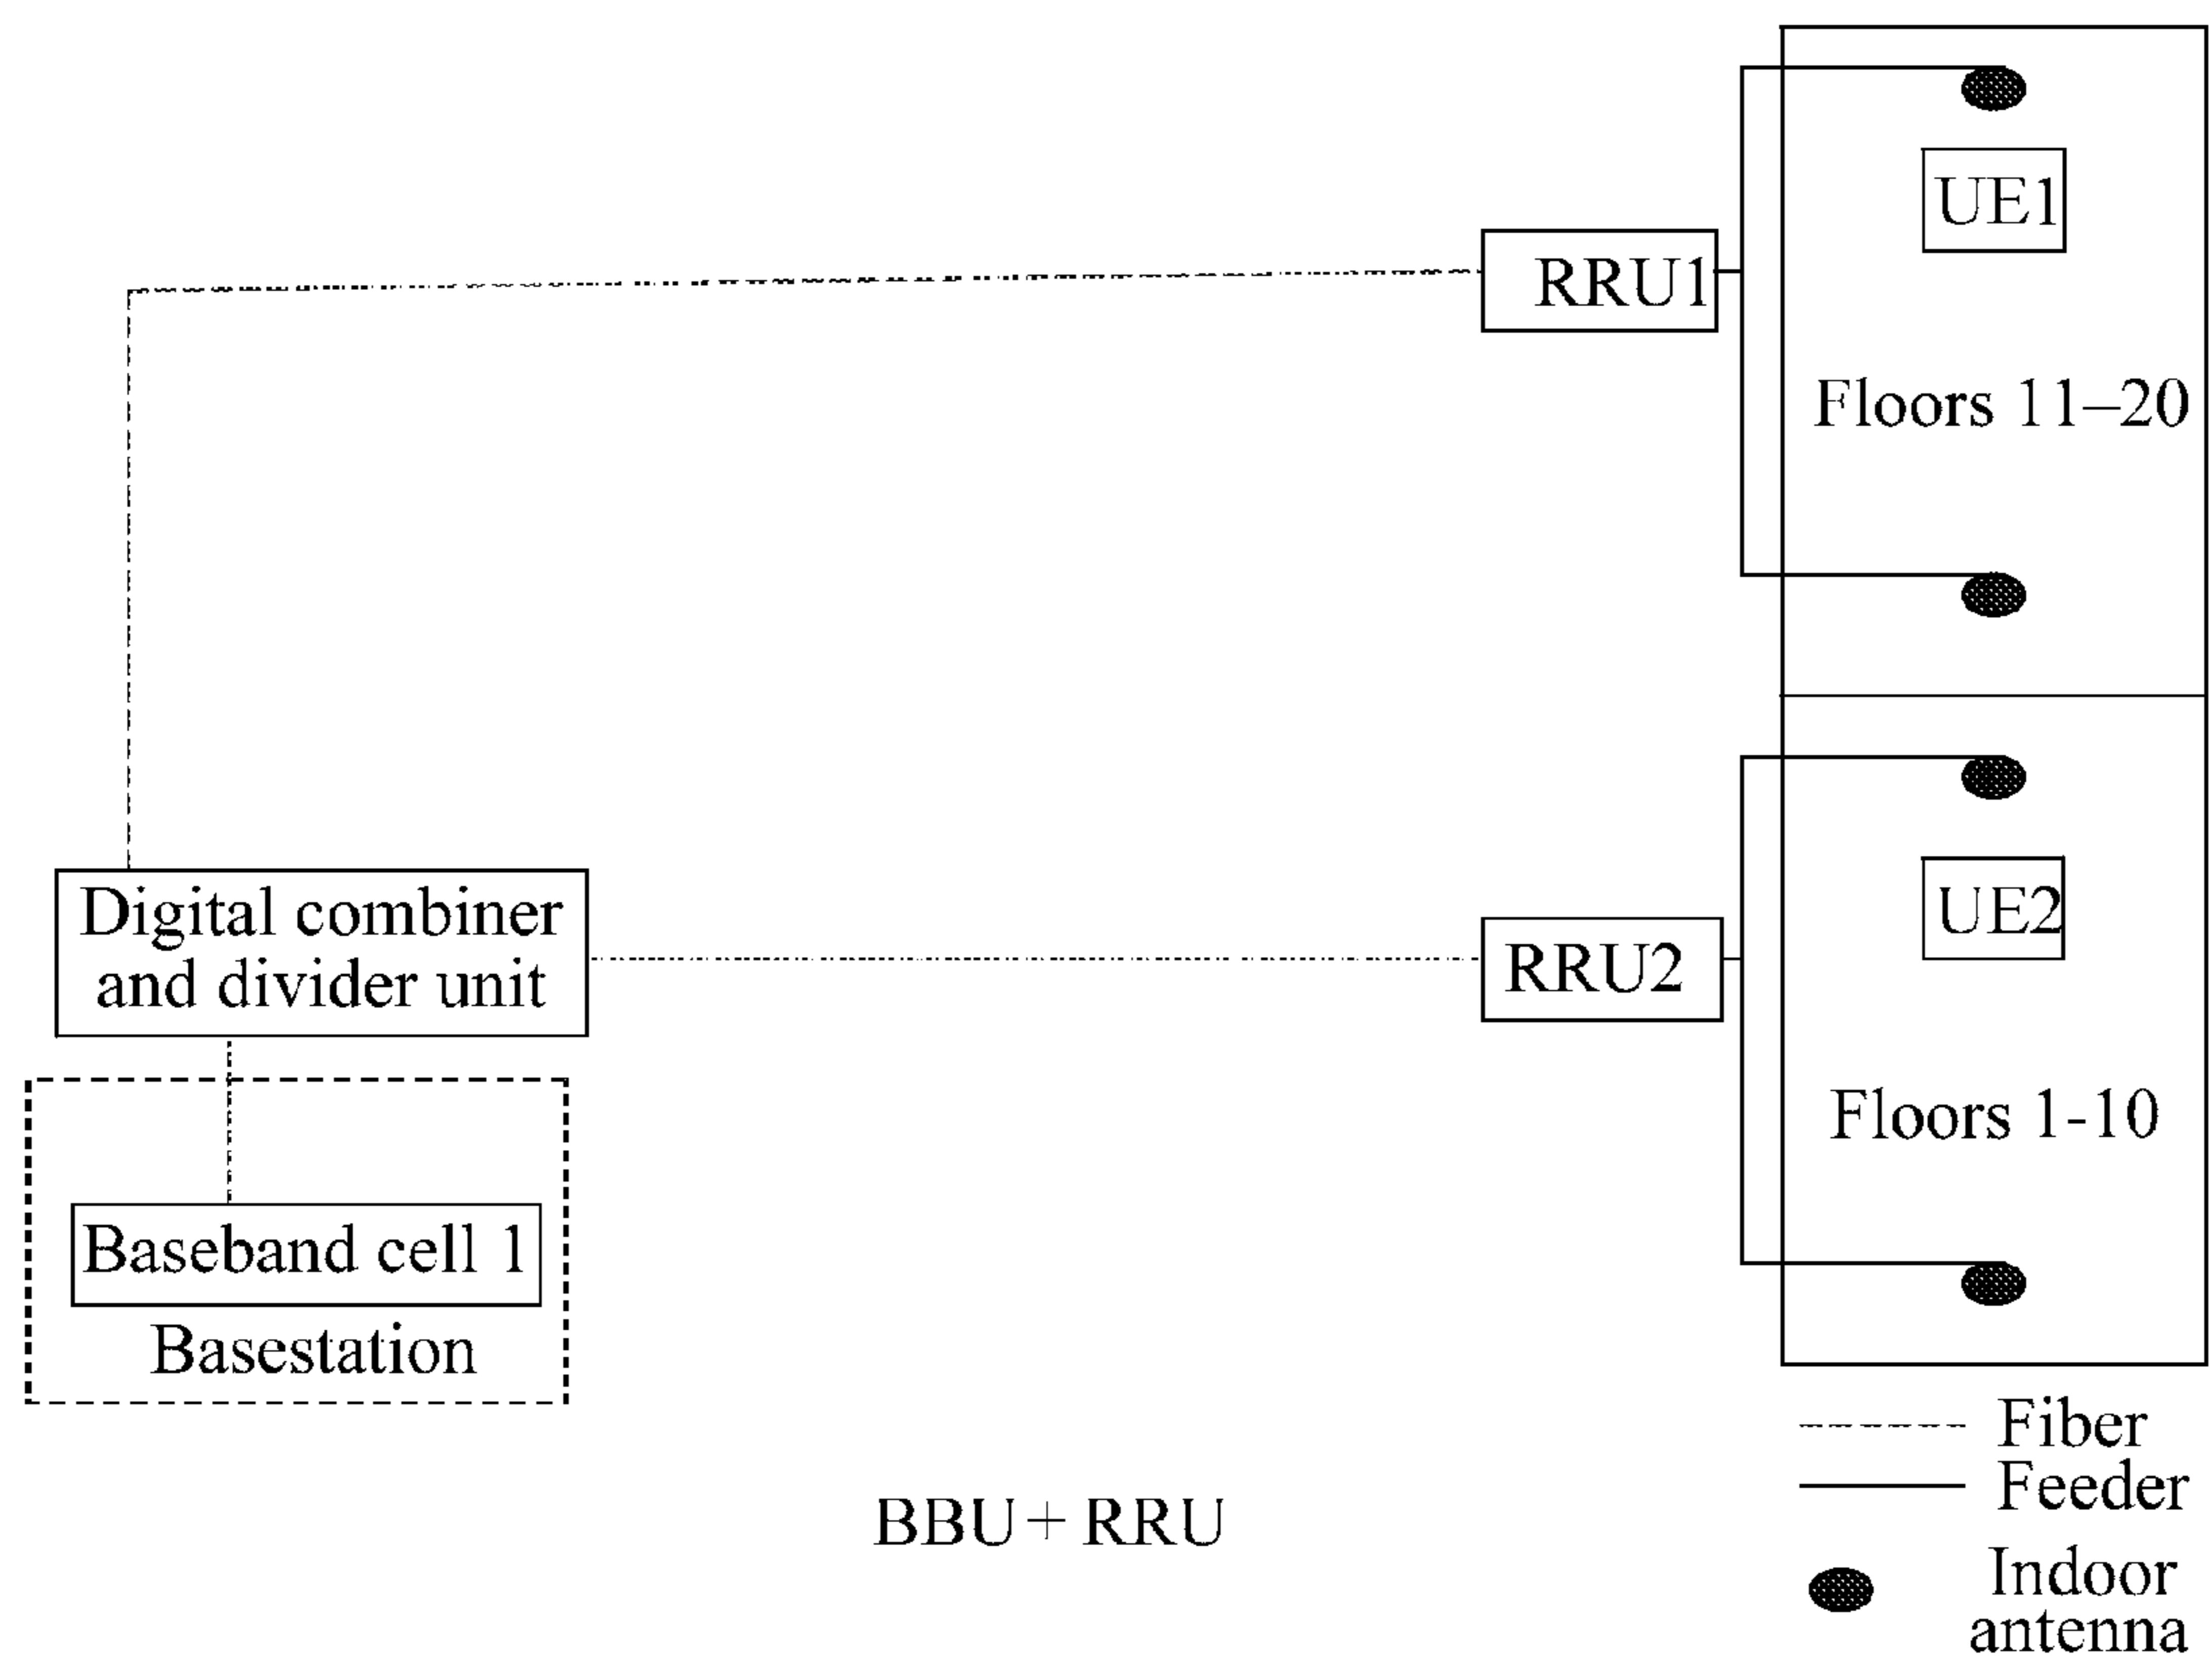 UE1
RRU1
Floors 11–20
Digital combiner
and divider unit
RRU2
UE2
Floors 1-10
Baseband cell 1
Basestation
BBU+ RRU
Fiber
Feeder
Indoor
antenna